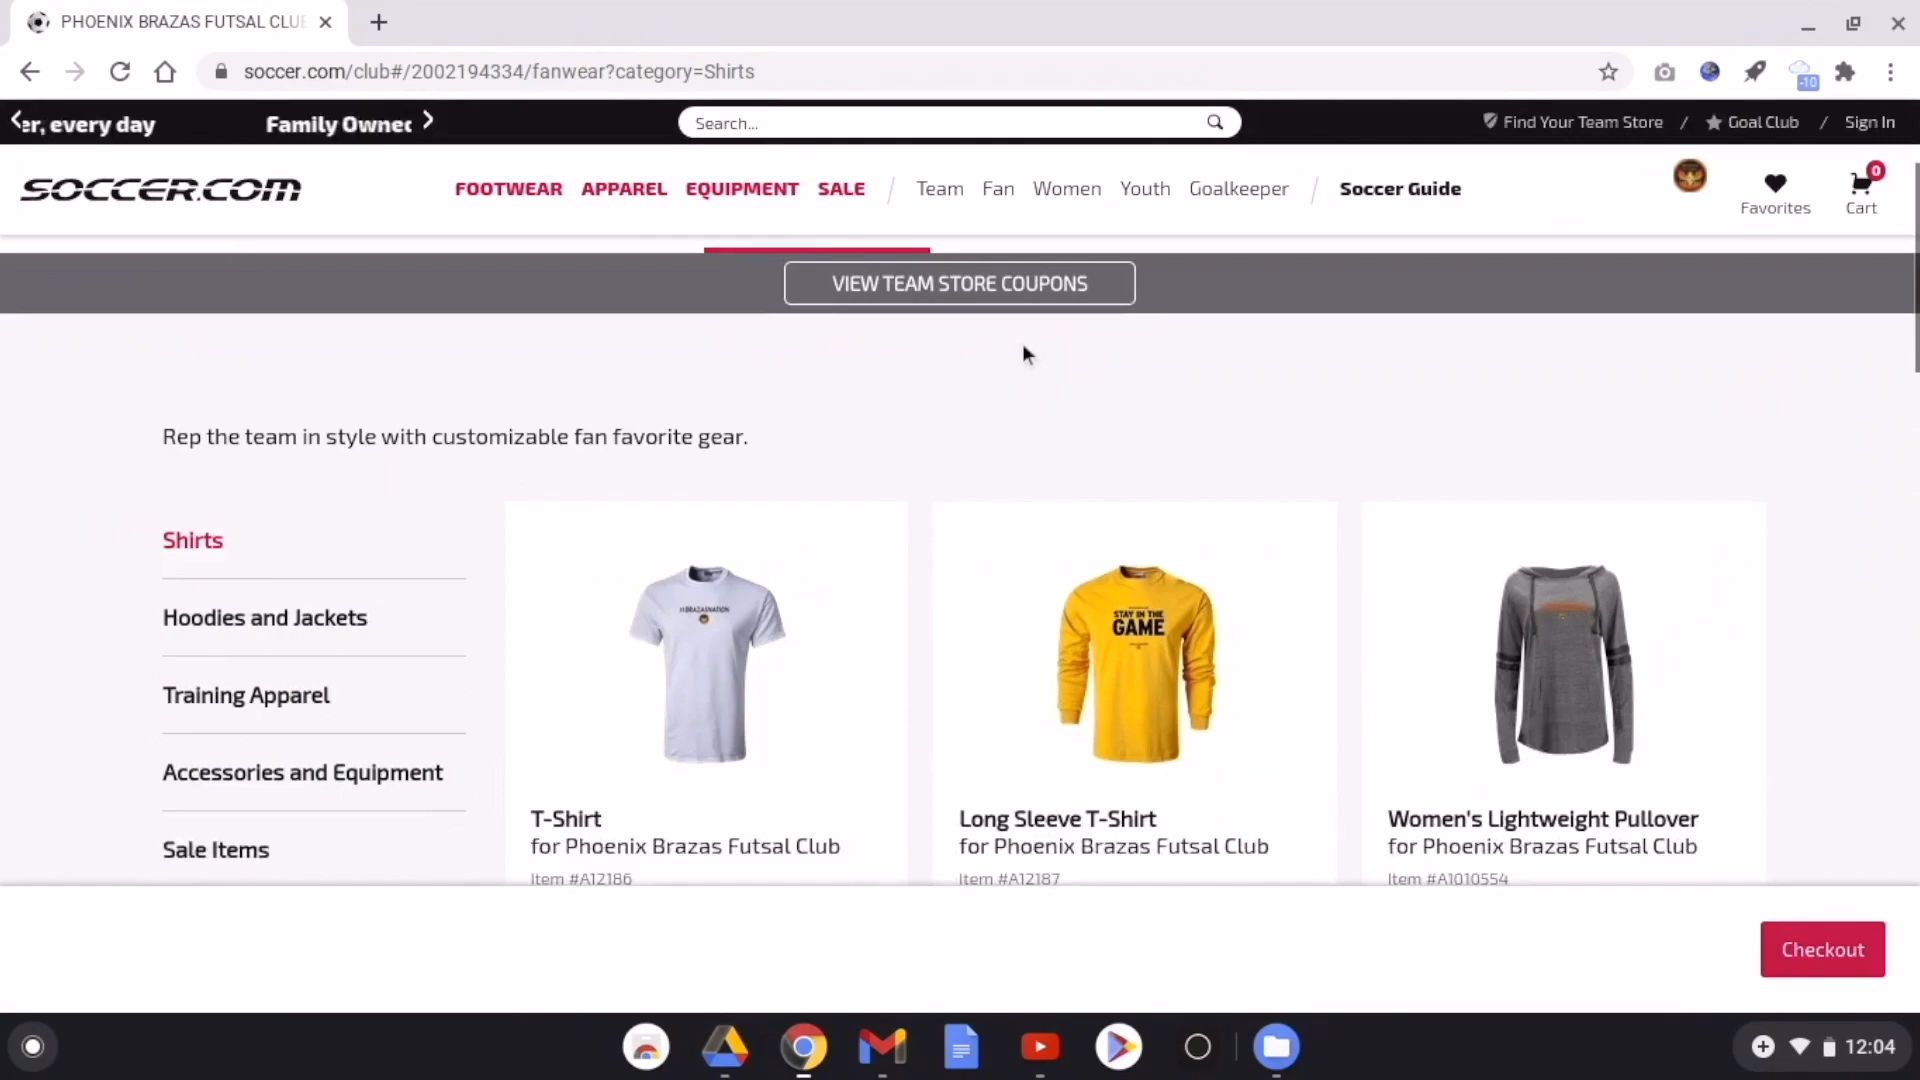 PHOENIX BRAZAS FUTSAL CLUE
soccer.com/club#/2002194334/fanwear?category=Shirts
-10
er, every day
Family Owned
Search...
Find Your Team Store / Goal Club / Sign In
SOCCER.COM
FOOTWEAR APPAREL EQUIPMENT SALE / Team Fan Women Youth Goalkeeper / Soccer Guide
Favorites
0
Cart
VIEW TEAM STORE COUPONS
Rep the team in style with customizable fan favorite gear.
Shirts
Hoodies and Jackets
Training Apparel
Accessories and Equipment
Sale Items
#BRAZASNATION
STAY IN THE
GAME
T-Shirt
for Phoenix Brazas Futsal Club
Item #A12186
Long Sleeve T-Shirt
for Phoenix Brazas Futsal Club
Item #A12187
Women's Lightweight Pullover
for Phoenix Brazas Futsal Club
Item #A1010554
Checkout
12:04